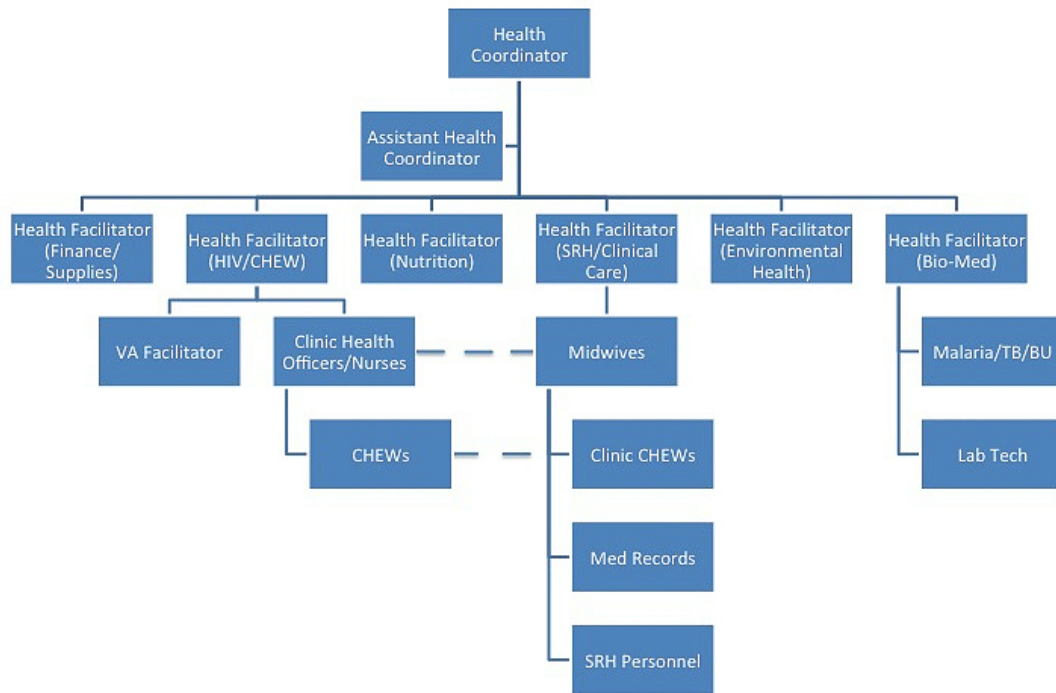 Health
Coordinator
Assistant Health
Coordinator
Health Facilitator
(Finance/
Supplies)
Health
Facilitator
(HIV/CHEW)
Health
Facilitator
(Nutrition)
Health
Facilitator
(SRH/Clinical
Care)
Health Facilitator
(Environmental
Health)
Health Facilitator
(Bio-Med)
VA Facilitator
Clinic Health
Officers/Nurses
Midwives
Malaria/TB/BU
CHEWs
Clinic CHEWs
Lab Tech
Med Records
SRH Personnel